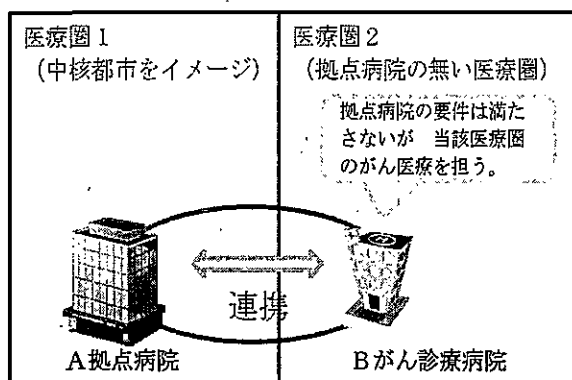 医療圏1
(中核都市をイメージ)
医療圏2
(拠点病院の無い医療圏)
拠点病院の要件は満た
さないが 当該医療圏
のがん医療を担う。
連携
A拠点病院
Bがん診療病院